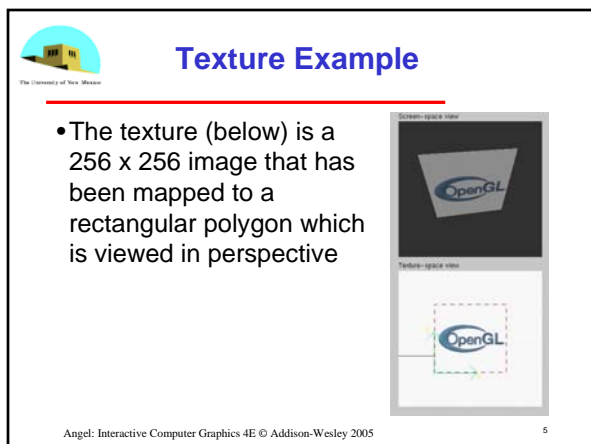 The University of New Mexico
Texture Example
•The texture (below) is a
256 x 256 image that has
been mapped to a
rectangular polygon which
is viewed in perspective
Screen-space view
OpenGL
Texture-space view
OpenGL
Angel: Interactive Computer Graphics 4E © Addison-Wesley 2005
5